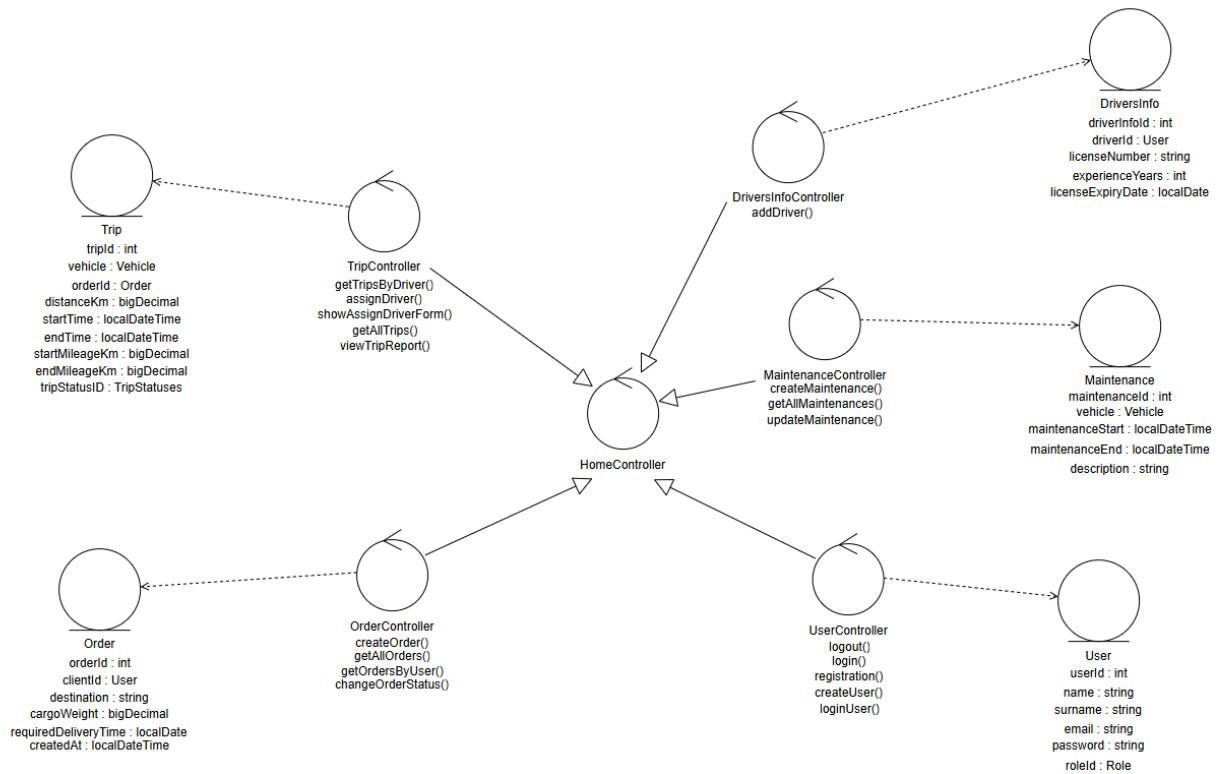 DriversInfo
driverInfoId : int
driverId : User
licenseNumber : string
experienceYears : int
licenseExpiryDate : localDate
DriversInfoController
addDriver()
Trip
tripId : int
vehicle : Vehicle
orderId : Order
distanceKm : bigDecimal
startTime : localDateTime
endTime : localDateTime
startMileageKm : bigDecimal
endMileageKm : bigDecimal
tripStatusID : TripStatuses
TripController
getTripsByDriver()
assignDriver()
showAssignDriverForm()
getAllTrips()
viewTripReport()
MaintenanceController
createMaintenance()
getAllMaintenances()
updateMaintenance()
Maintenance
maintenanceId : int
vehicle : Vehicle
maintenanceStart : localDateTime
maintenanceEnd : localDateTime
description : string
HomeController
Order
orderId : int
clientId : User
destination : string
cargoWeight : bigDecimal
requiredDeliveryTime : localDate
createdAt : localDateTime
OrderController
createOrder()
getAllOrders()
getOrdersByUser()
changeOrderStatus()
UserController
logout()
login()
registration()
createUser()
loginUser()
User
userId : int
name : string
surname : string
email : string
password : string
roleId : Role